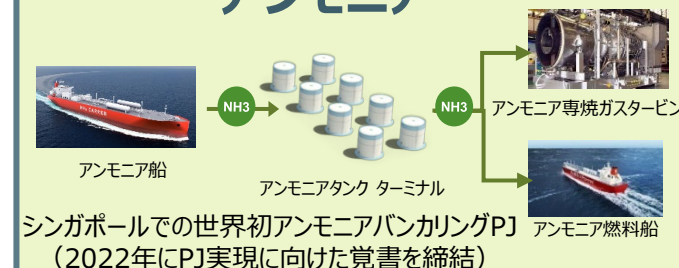 アンモニア
NH3
NH3
アンモニア専焼ガスタービン
アンモニア船
アンモニアタンク ターミナル
シンガポールでの世界初アンモニアバンカリングPJ
（2022年にPJ実現に向けた覚書を締結）
アンモニア燃料船